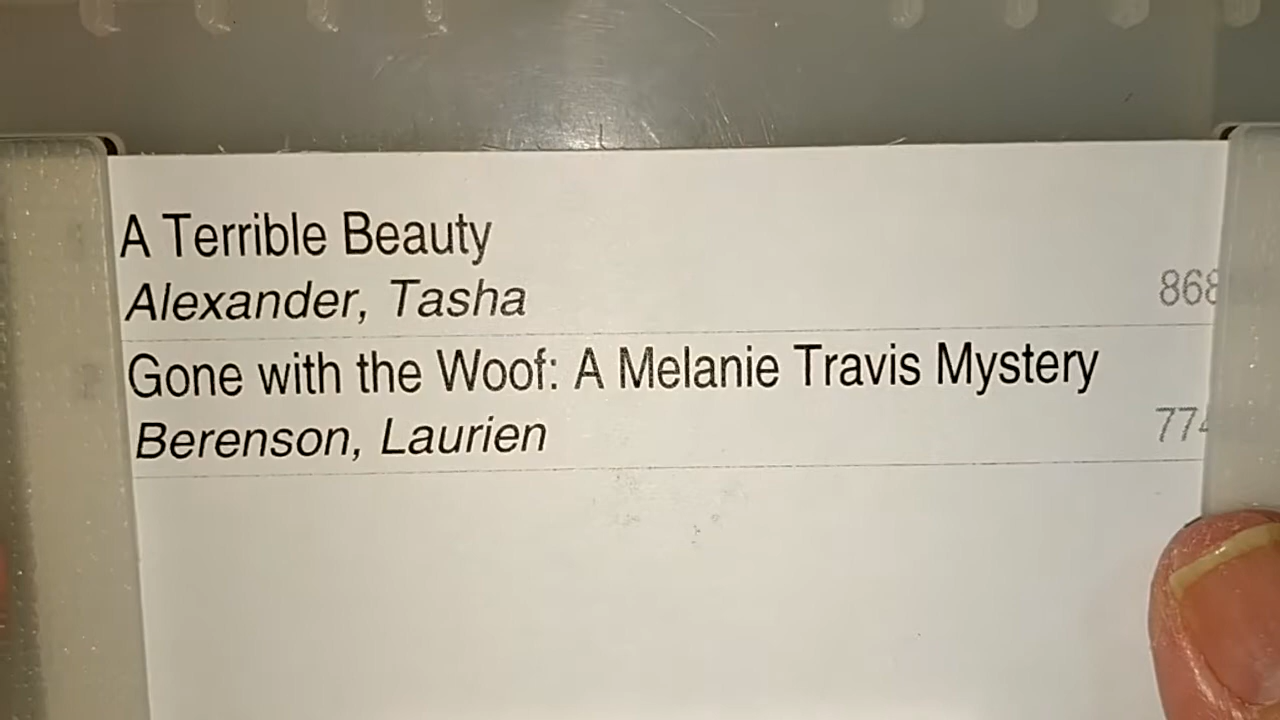 A Terrible Beauty
Alexander, Tasha
Gone with the Woof: A Melanie Travis Mystery
Berenson, Laurien